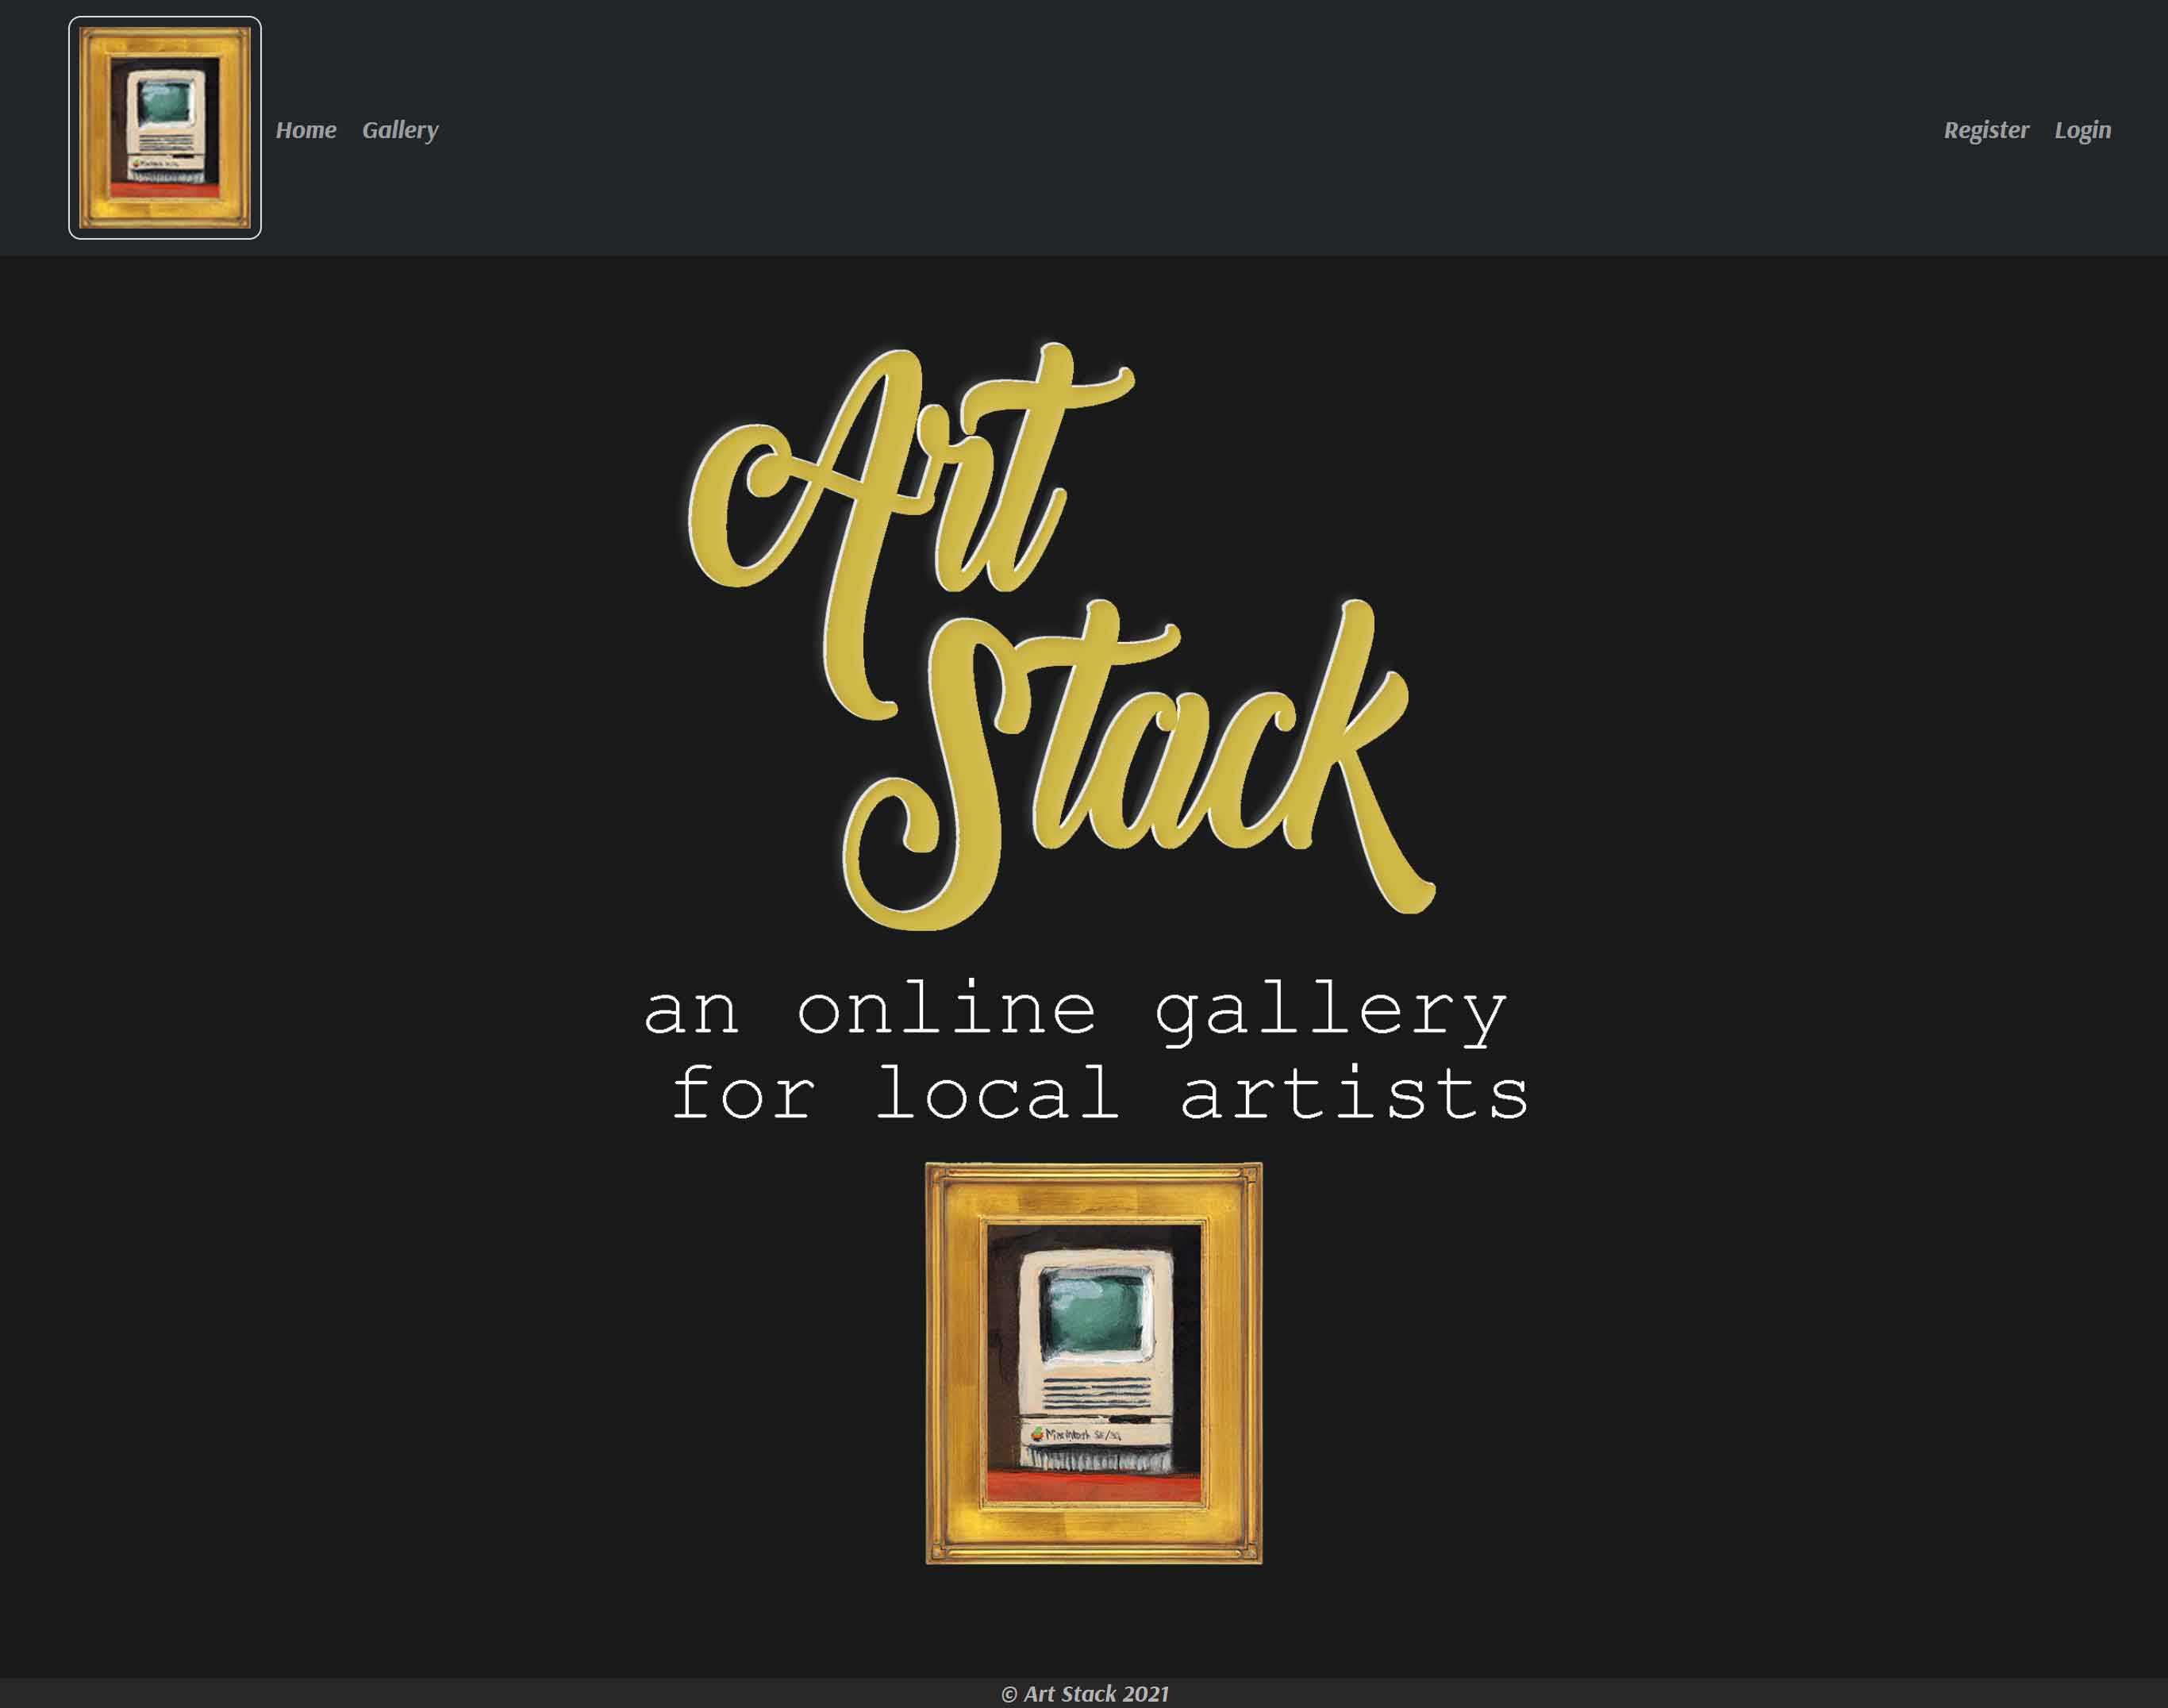 Home Gallery Register Login
Art
Stack
an online gallery
for local artists
Macintosh SE/30
© Art Stack 2021